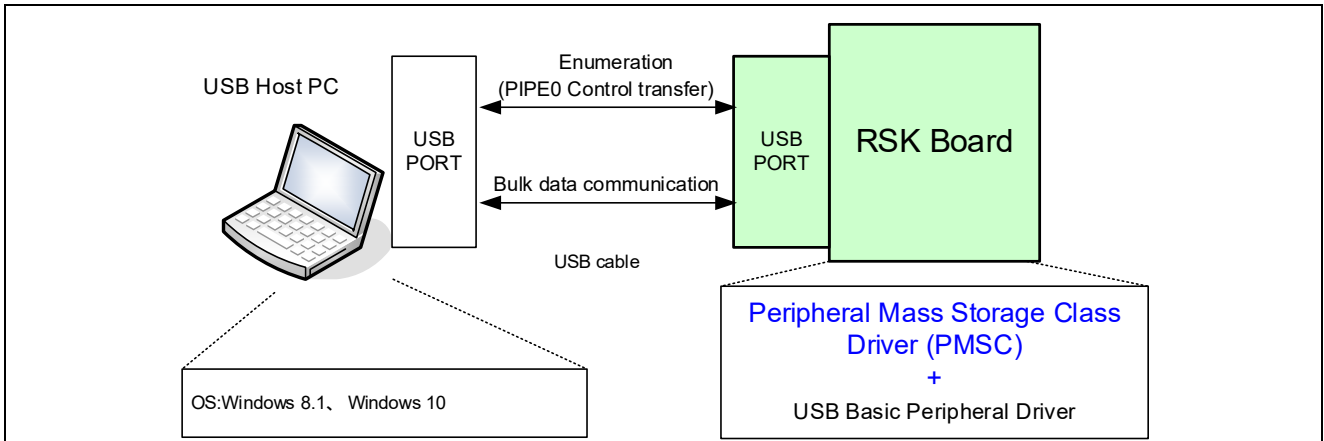 USB Host PC
USB
PORT
Enumeration
(PIPE0 Control transfer)
Bulk data communication
USB cable
USB
PORT
RSK Board
OS:Windows 8.1、 Windows 10
Peripheral Mass Storage Class
Driver (PMSC)
+
USB Basic Peripheral Driver